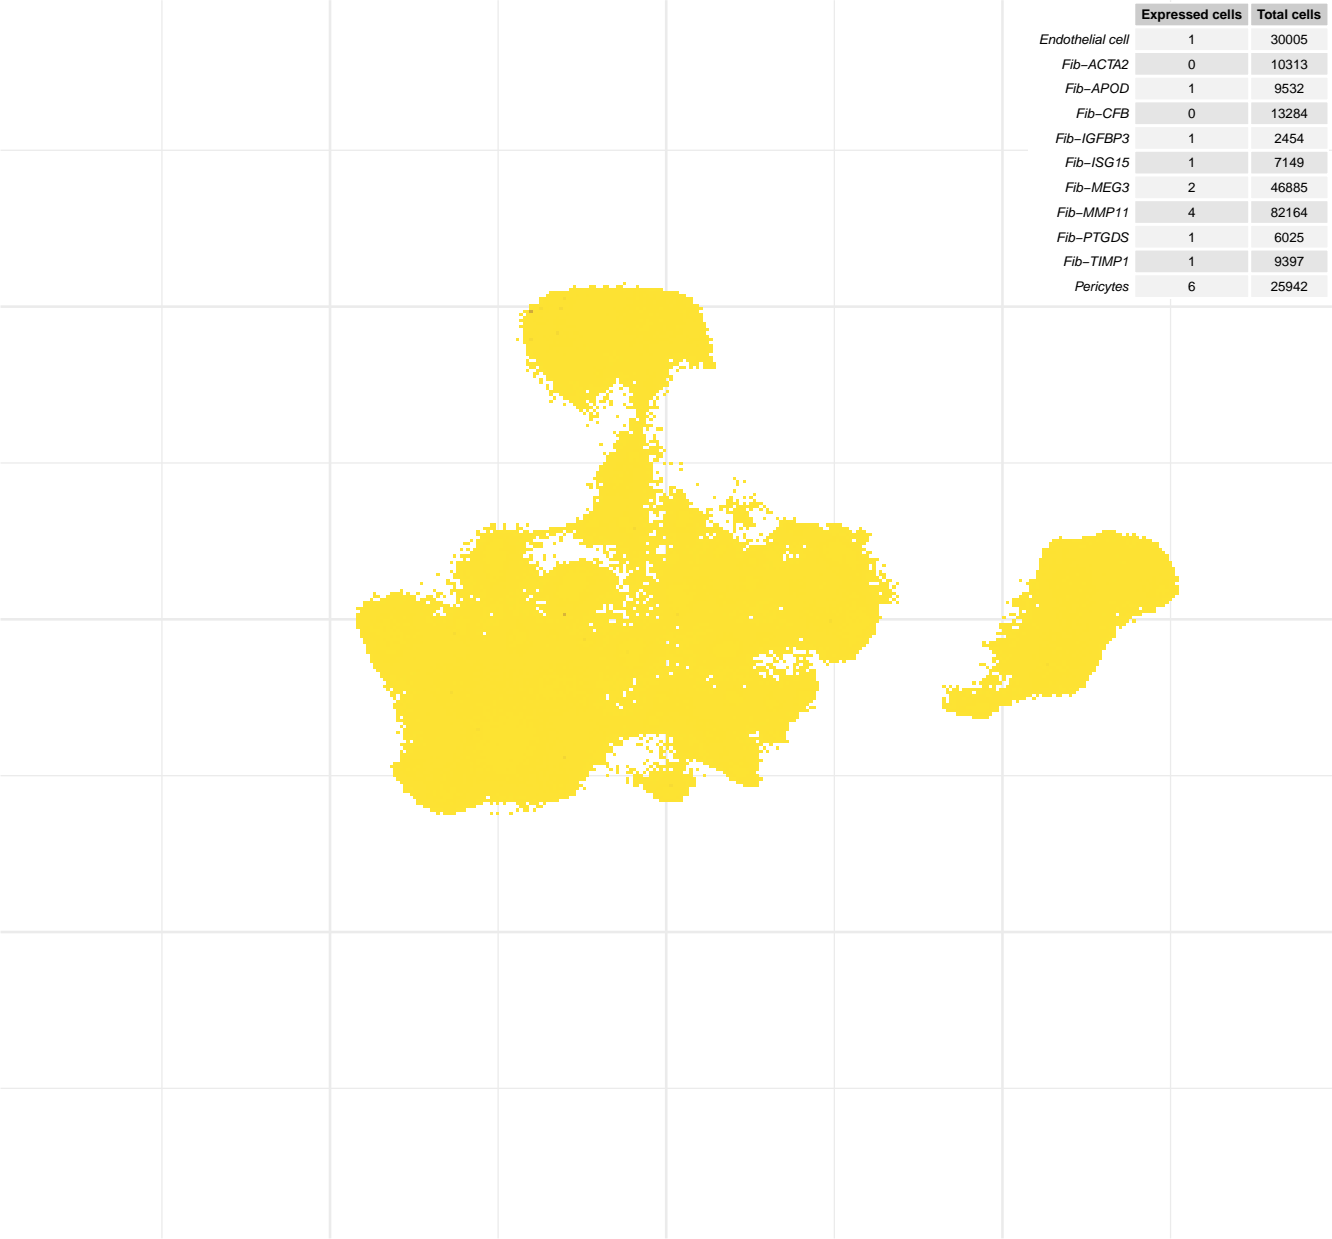 Expressed cells Total cells
Endothelial cell 1 30005
Fib−ACTA2 0 10313
Fib−APOD 1 9532
Fib−CFB 0 13284
Fib−IGFBP3 1 2454
Fib−ISG15 1 7149
Fib−MEG3 2 46885
Fib−MMP11 4 82164
Fib−PTGDS 1 6025
Fib−TIMP1 1 9397
Pericytes 6 25942